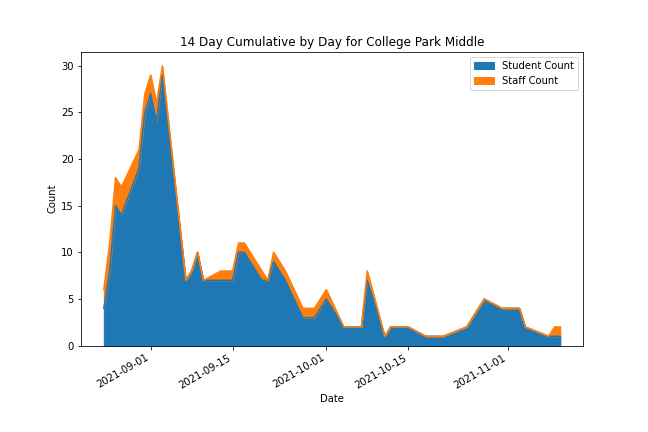 14 Day Cumulative by Day for College Park Middle
Student Count
Staff Count
Count
30
25
20
15
10
5
0
2021-09-01
2021-09-15
2021-10-01
2021-10-15
2021-11-01
Date